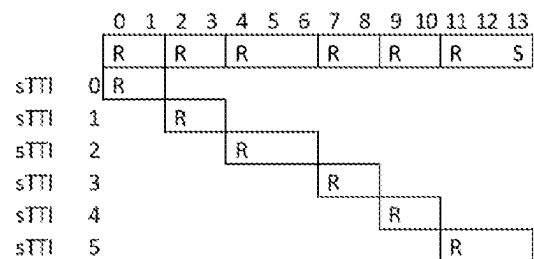 0 1 2 3 4 5 6 7 8 9 10 11 12 13
R R R R R R S
sTTI 0 R
sTTI 1 R
sTTI 2 R
sTTI 3 R
sTTI 4 R
sTTI 5 R